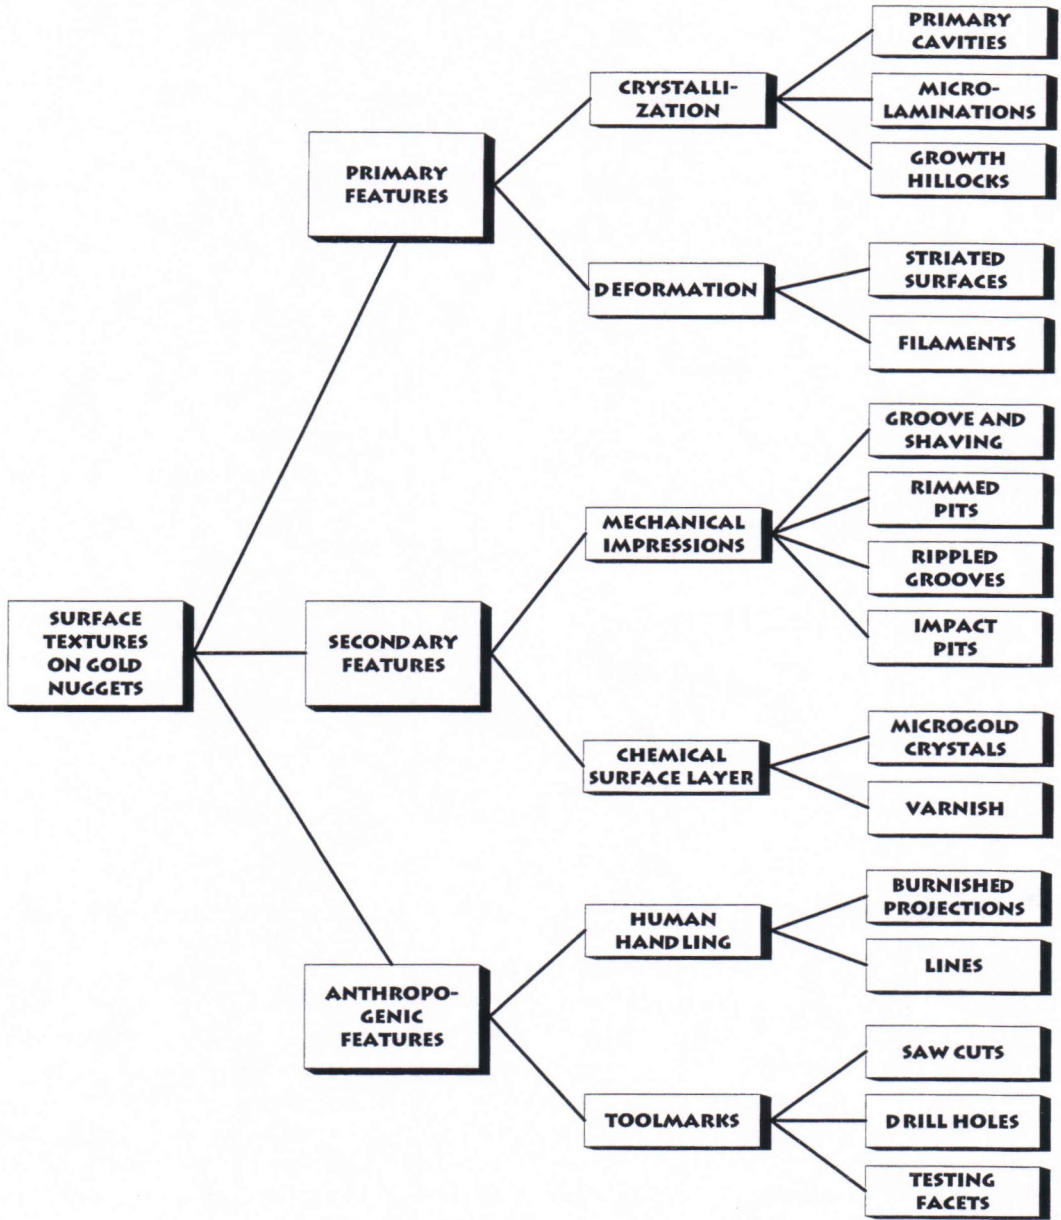 SURFACE
TEXTURES
ON GOLD
NUGGETS
PRIMARY
FEATURES
CRYSTALLI-
ZATION
PRIMARY
CAVITIES
MICRO-
LAMINATIONS
GROWTH
HILLOCKS
DEFORMATION
STRIATED
SURFACES
FILAMENTS
SECONDARY
FEATURES
MECHANICAL
IMPRESSIONS
GROOVE AND
SHAVING
RIMMED
PITS
RIPPLED
GROOVES
IMPACT
PITS
CHEMICAL
SURFACE LAYER
MICROGOLD
CRYSTALS
VARNISH
ANTHROPO-
GENIC
FEATURES
HUMAN
HANDLING
BURNISHED
PROJECTIONS
LINES
TOOLMARKS
SAW CUTS
DRILL HOLES
TESTING
FACETS